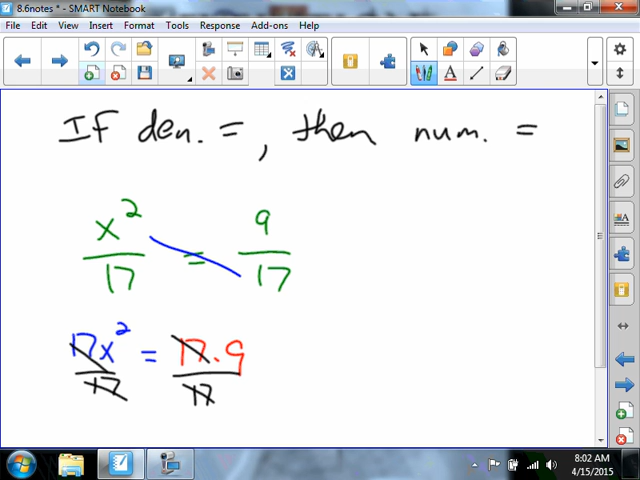 8.6notes * - SMART Notebook
File Edit View Insert Format Tools Add-ons Response Help
If den. =, then num. =
x² / 17 = 9 / 17
17x² / 17 = 17 · 9 / 17
8:02 AM
4/15/2015